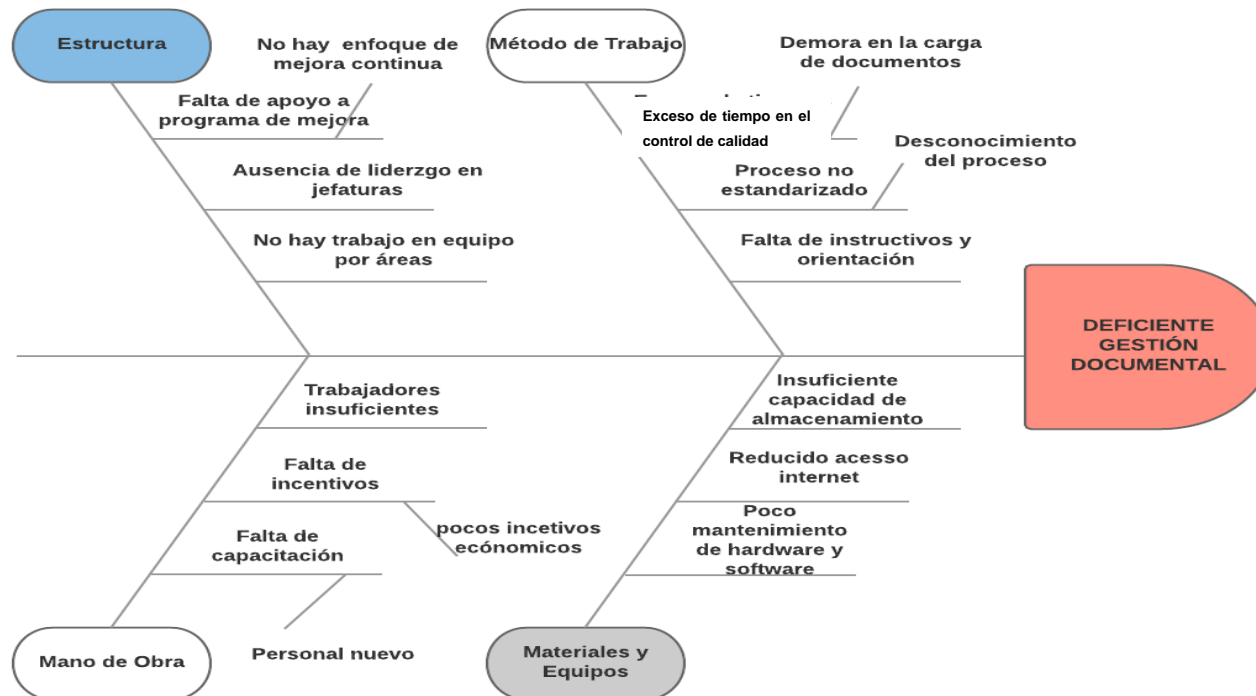 Estructura
No hay enfoque de
mejora continua
Falta de apoyo a
programa de mejora
Ausencia de liderzgo en
jefaturas
No hay trabajo en equipo
por áreas
Método de Trabajo
Demora en la carga
de documentos
Exceso de tiempo en el
control de calidad
Desconocimiento
del proceso
Proceso no
estandarizado
Falta de instructivos y
orientación
DEFICIENTE
GESTIÓN
DOCUMENTAL
Trabajadores
insuficientes
Falta de
incentivos
pocos incetivos
ecónomicos
Falta de
capacitación
Personal nuevo
Mano de Obra
Insuficiente
capacidad de
almacenamiento
Reducido acesso
internet
Poco
mantenimiento
de hardware y
software
Materiales y
Equipos